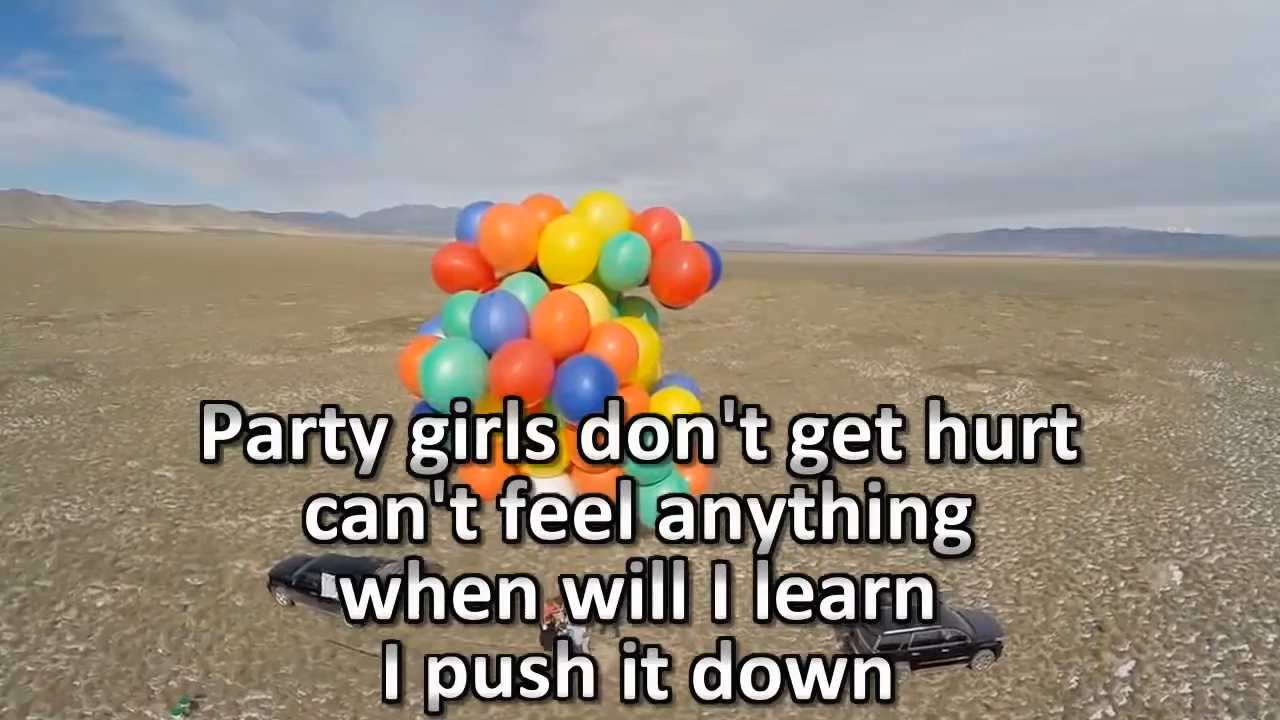 Party girls don't get hurt
can't feel anything
when will I learn
I push it down